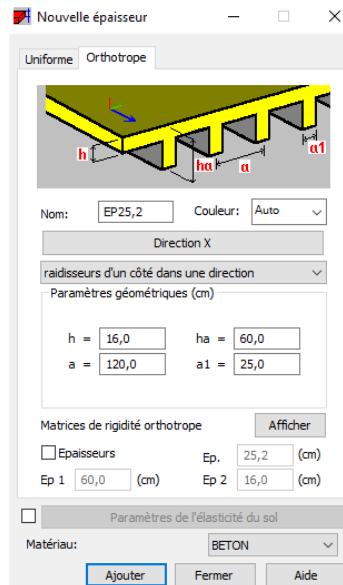 Nouvelle épaisseur
Uniforme Orthotrope
h ha a a1
Nom: EP25,2 Couleur: Auto
Direction X
raidisseurs d'un côté dans une direction
Paramètres géométriques (cm)
h = 16,0 ha = 60,0
a = 120,0 a1 = 25,0
Matrices de rigidité orthotrope Afficher
Epaisseurs Ep. 25,2 (cm)
Ep 1 60,0 (cm) Ep 2 16,0 (cm)
Paramètres de l'élasticité du sol
Matériau: BETON
Ajouter Fermer Aide